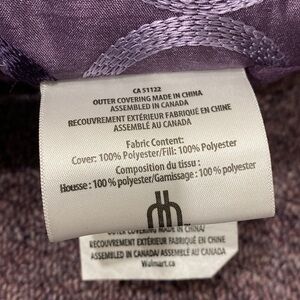 CA 51122
OUTER COVERING MADE IN CHINA
ASSEMBLED IN CANADA
RECOUVREMENT EXTÉRIEUR FABRIQUÉ EN CHINE
ASSEMBLÉ AU CANADA
Fabric Content:
Cover: 100% Polyester/Fill: 100% Polyester
Composition du tissu :
Housse : 100 % polyester/Garnissage : 100 % polyester
OUTER COVERING MADE IN CHINA/
RECOUVREMENT EXTÉRIEUR FABRIQUÉ EN CHINE
ASSEMBLED IN CANADA/ ASSEMBLÉ AU CANADA
Walmart.ca